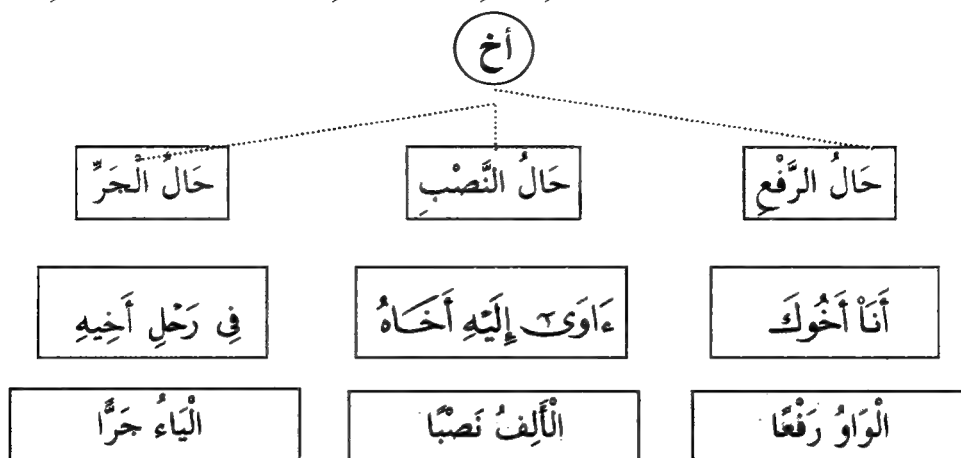 أخ
حَالُ الرَّفْعِ حَالُ النَّصْبِ حَالُ الْجَرِّ
أَنَا۠ أَخُوكَ ءَاوَىٰٓ إِلَيْهِ أَخَاهُ فِى رَحْلِ أَخِيهِ
الْوَاوُ رَفْعًا الْأَلِفُ نَصْبًا الْيَاءُ جَرًّا